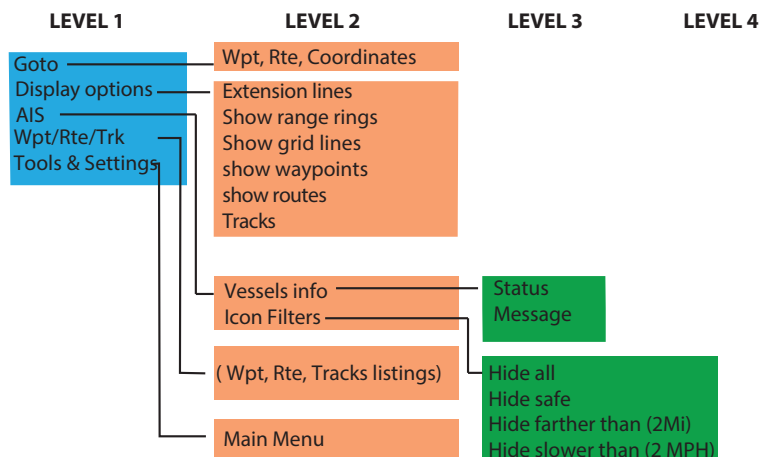 LEVEL 1
LEVEL 2
LEVEL 3
LEVEL 4
Goto
Display options
AIS
Wpt/Rte/Trk
Tools & Settings
Wpt, Rte, Coordinates
Extension lines
Show range rings
Show grid lines
show waypoints
show routes
Tracks
Vessels info
Icon Filters
( Wpt, Rte, Tracks listings)
Main Menu
Status
Message
Hide all
Hide safe
Hide farther than (2Mi)
Hide slower than (2 MPH)